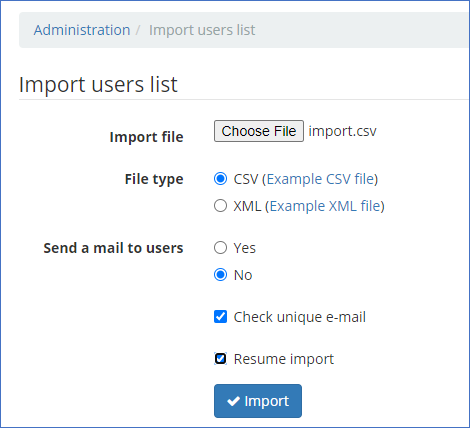 Administration / Import users list
Import users list
Import file Choose File import.csv
File type CSV (Example CSV file)
XML (Example XML file)
Send a mail to users Yes
No
Check unique e-mail
Resume import
Import